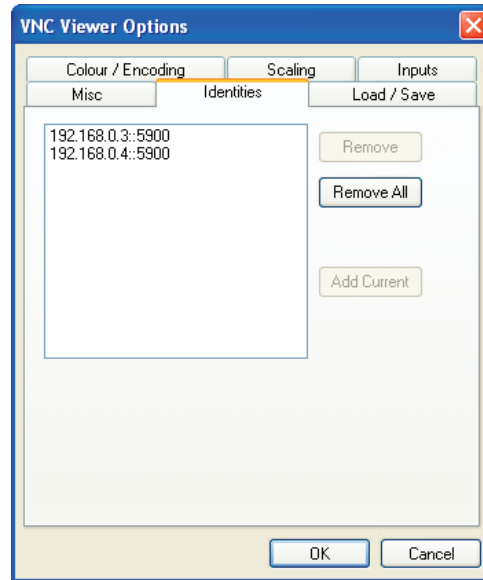 VNC Viewer Options
Colour / Encoding Scaling Inputs
Misc Identities Load / Save
192.168.0.3::5900
192.168.0.4::5900
Remove
Remove All
Add Current
OK Cancel